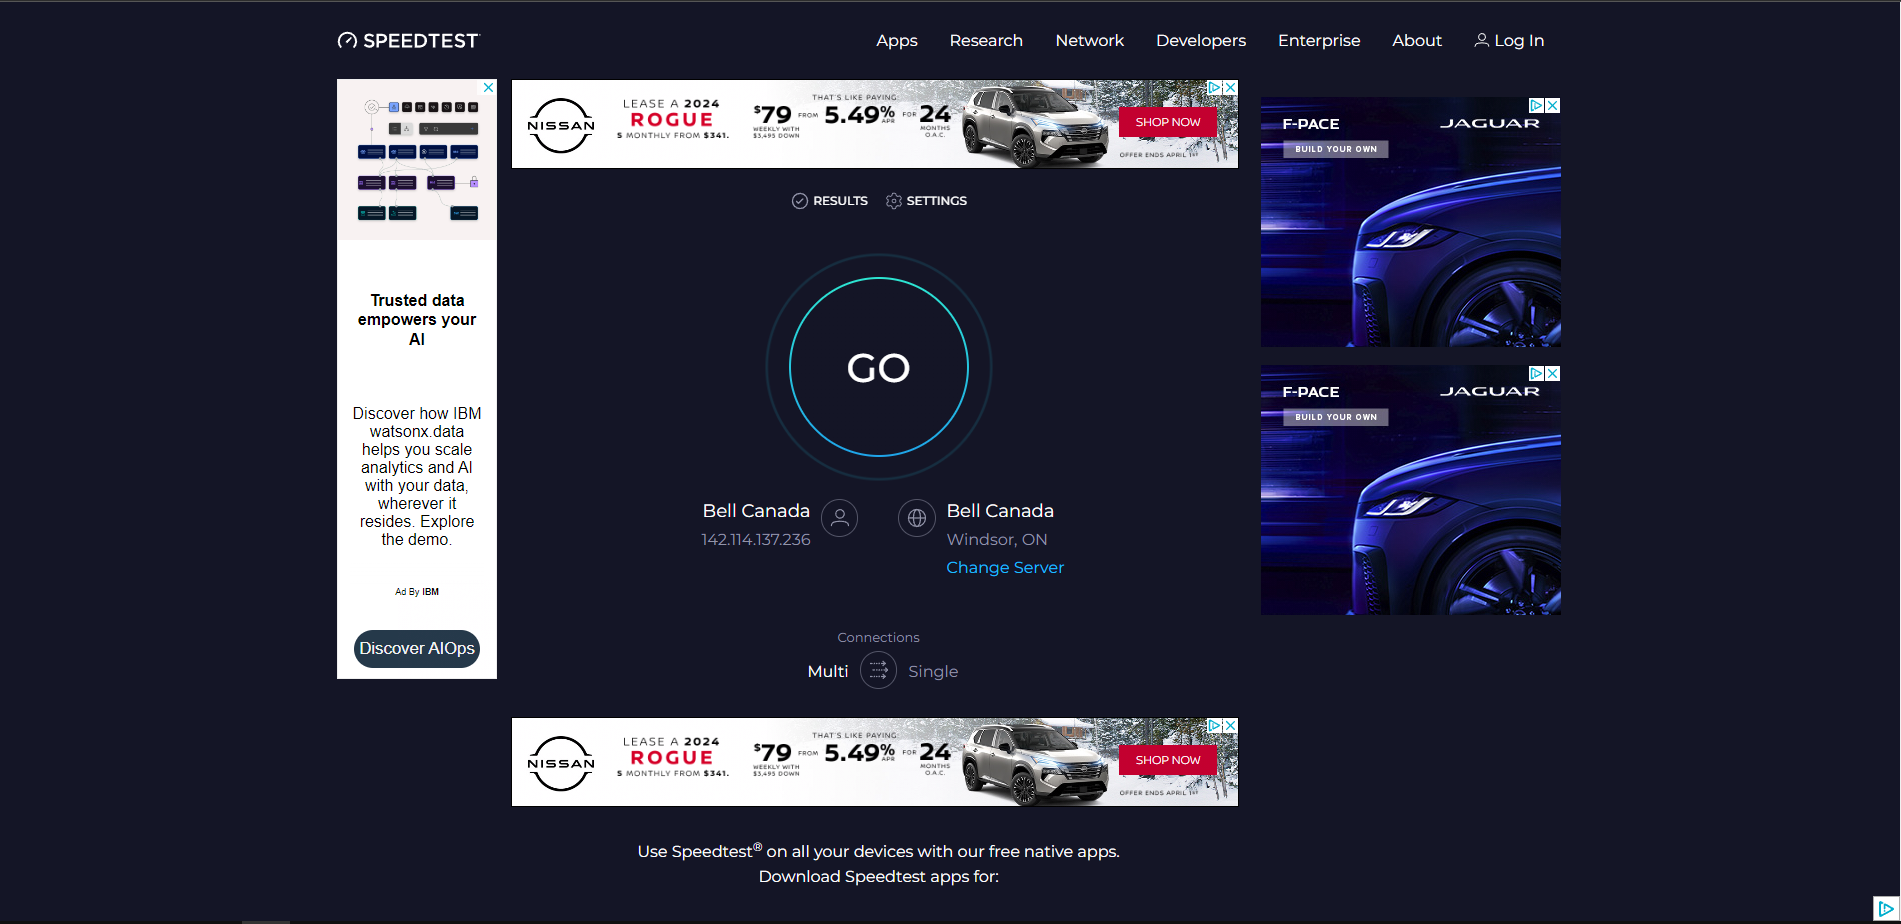 SPEEDTEST
Apps Research Network Developers Enterprise About Log In
Trusted data
empowers your
AI
Discover how IBM
watsonx.data
helps you scale
analytics and AI
with your data,
wherever it
resides. Explore
the demo.
Ad By IBM
Discover AIOps
NISSAN
LEASE A 2024
ROGUE
S MONTHLY FROM $341.
THAT'S LIKE PAYING
$79 FROM 5.49% APR FOR 24
WEEKLY WITH
$3,495 DOWN
MONTHS
O.A.C.
SHOP NOW
OFFER ENDS APRIL 1ST
RESULTS SETTINGS
GO
Bell Canada
142.114.137.236
Bell Canada
Windsor, ON
Change Server
Connections
Multi Single
NISSAN
LEASE A 2024
ROGUE
S MONTHLY FROM $341.
THAT'S LIKE PAYING
$79 FROM 5.49% APR FOR 24
WEEKLY WITH
$3,495 DOWN
MONTHS
O.A.C.
SHOP NOW
OFFER ENDS APRIL 1ST
Use Speedtest® on all your devices with our free native apps.
Download Speedtest apps for:
F-PACE JAGUAR
BUILD YOUR OWN
F-PACE JAGUAR
BUILD YOUR OWN